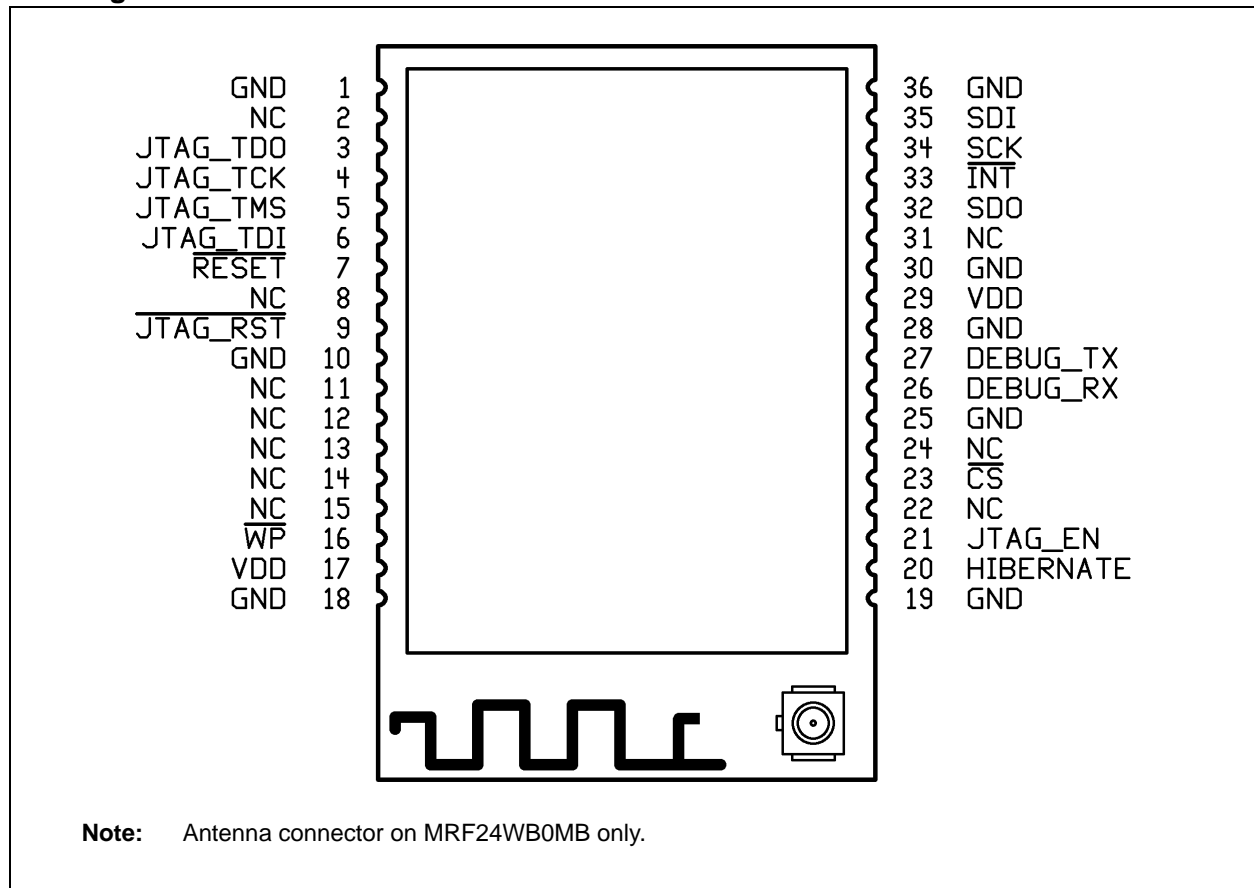 GND 1
NC 2
JTAG_TDO 3
JTAG_TCK 4
JTAG_TMS 5
JTAG_TDI 6
RESET 7
NC 8
JTAG_RST 9
GND 10
NC 11
NC 12
NC 13
NC 14
NC 15
WP 16
VDD 17
GND 18
36 GND
35 SDI
34 SCK
33 INT
32 SDO
31 NC
30 GND
29 VDD
28 GND
27 DEBUG_TX
26 DEBUG_RX
25 GND
24 NC
23 CS
22 NC
21 JTAG_EN
20 HIBERNATE
19 GND
Note: Antenna connector on MRF24WB0MB only.